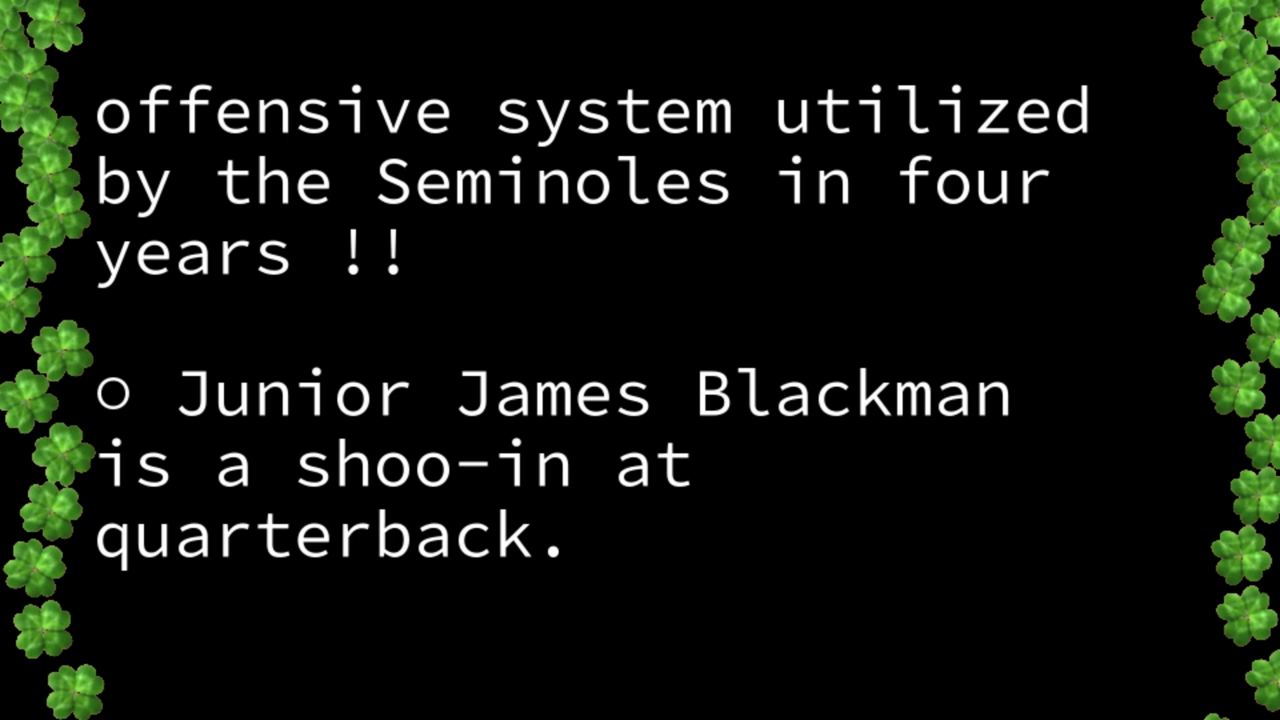 offensive system utilized
by the Seminoles in four
years !!
○ Junior James Blackman
is a shoo-in at
quarterback.